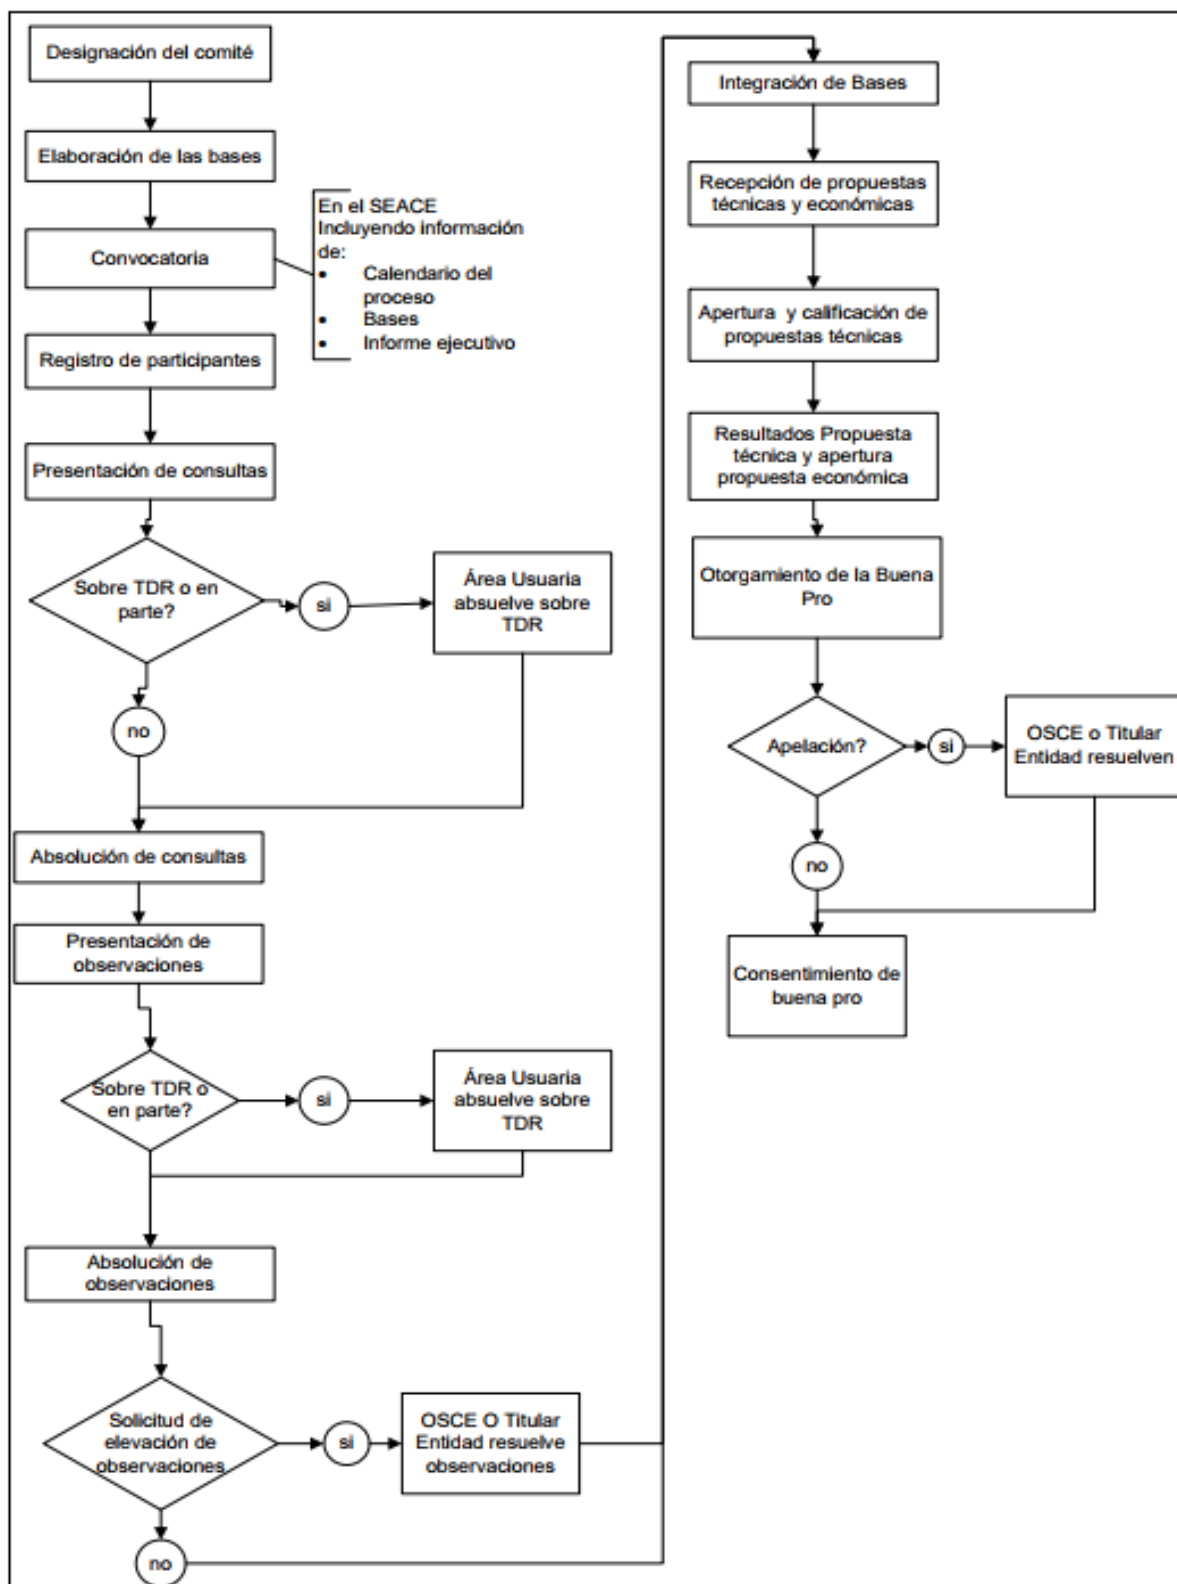 Designación del comité
Elaboración de las bases
Convocatoria
En el SEACE
Incluyendo información
de:
• Calendario del
proceso
• Bases
• Informe ejecutivo
Registro de participantes
Presentación de consultas
Sobre TDR o en
parte?
si
Área Usuaria
absuelve sobre
TDR
no
Absolución de consultas
Presentación de
observaciones
Sobre TDR o
en parte?
si
Área Usuaria
absuelve sobre
TDR
Absolución de
observaciones
Solicitud de
elevación de
observaciones
si
OSCE O Titular
Entidad resuelve
observaciones
no
Integración de Bases
Recepción de propuestas
técnicas y económicas
Apertura y calificación de
propuestas técnicas
Resultados Propuesta
técnica y apertura
propuesta económica
Otorgamiento de la Buena
Pro
Apelación?
si
OSCE o Titular
Entidad resuelven
no
Consentimiento de
buena pro